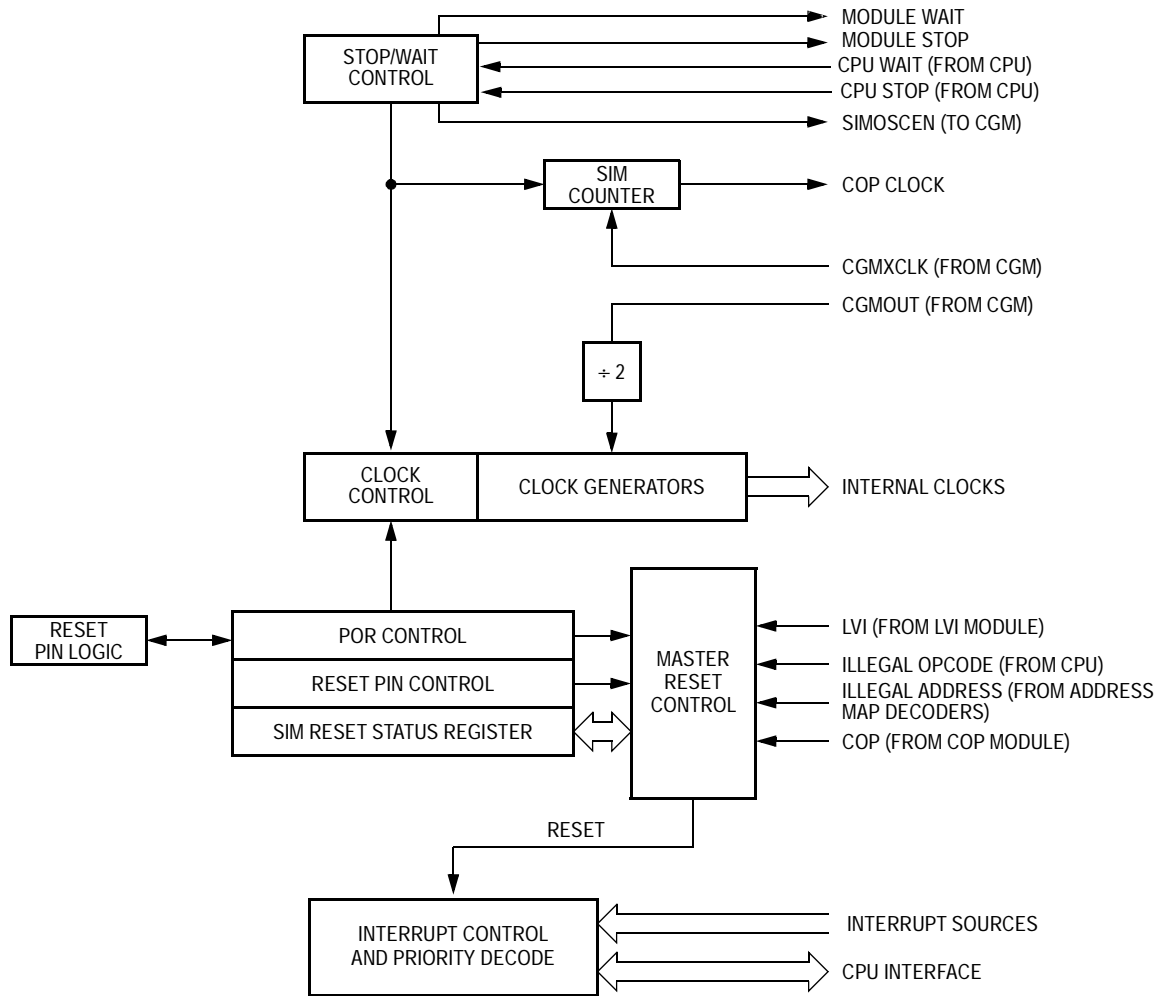 MODULE WAIT
STOP/WAIT
CONTROL
MODULE STOP
CPU WAIT (FROM CPU)
CPU STOP (FROM CPU)
SIMOSCEN (TO CGM)
SIM
COUNTER
COP CLOCK
CGMXCLK (FROM CGM)
CGMOUT (FROM CGM)
÷ 2
CLOCK
CONTROL
CLOCK GENERATORS
INTERNAL CLOCKS
RESET
PIN LOGIC
POR CONTROL
RESET PIN CONTROL
SIM RESET STATUS REGISTER
MASTER
RESET
CONTROL
LVI (FROM LVI MODULE)
ILLEGAL OPCODE (FROM CPU)
ILLEGAL ADDRESS (FROM ADDRESS
MAP DECODERS)
COP (FROM COP MODULE)
RESET
INTERRUPT CONTROL
AND PRIORITY DECODE
INTERRUPT SOURCES
CPU INTERFACE